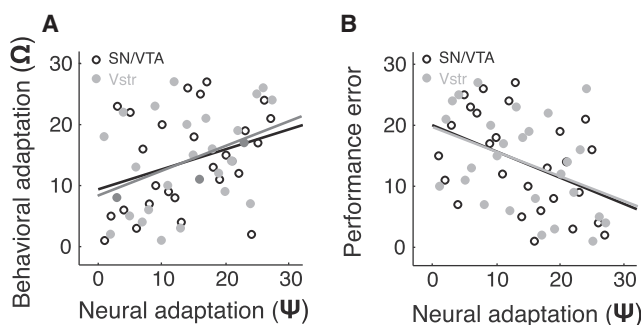 A
Behavioral adaptation (Ω)
30
20
10
0
SN/VTA
Vstr
0 10 20 30
Neural adaptation (Ψ)
B
Performance error
30
20
10
0
SN/VTA
Vstr
0 10 20 30
Neural adaptation (Ψ)